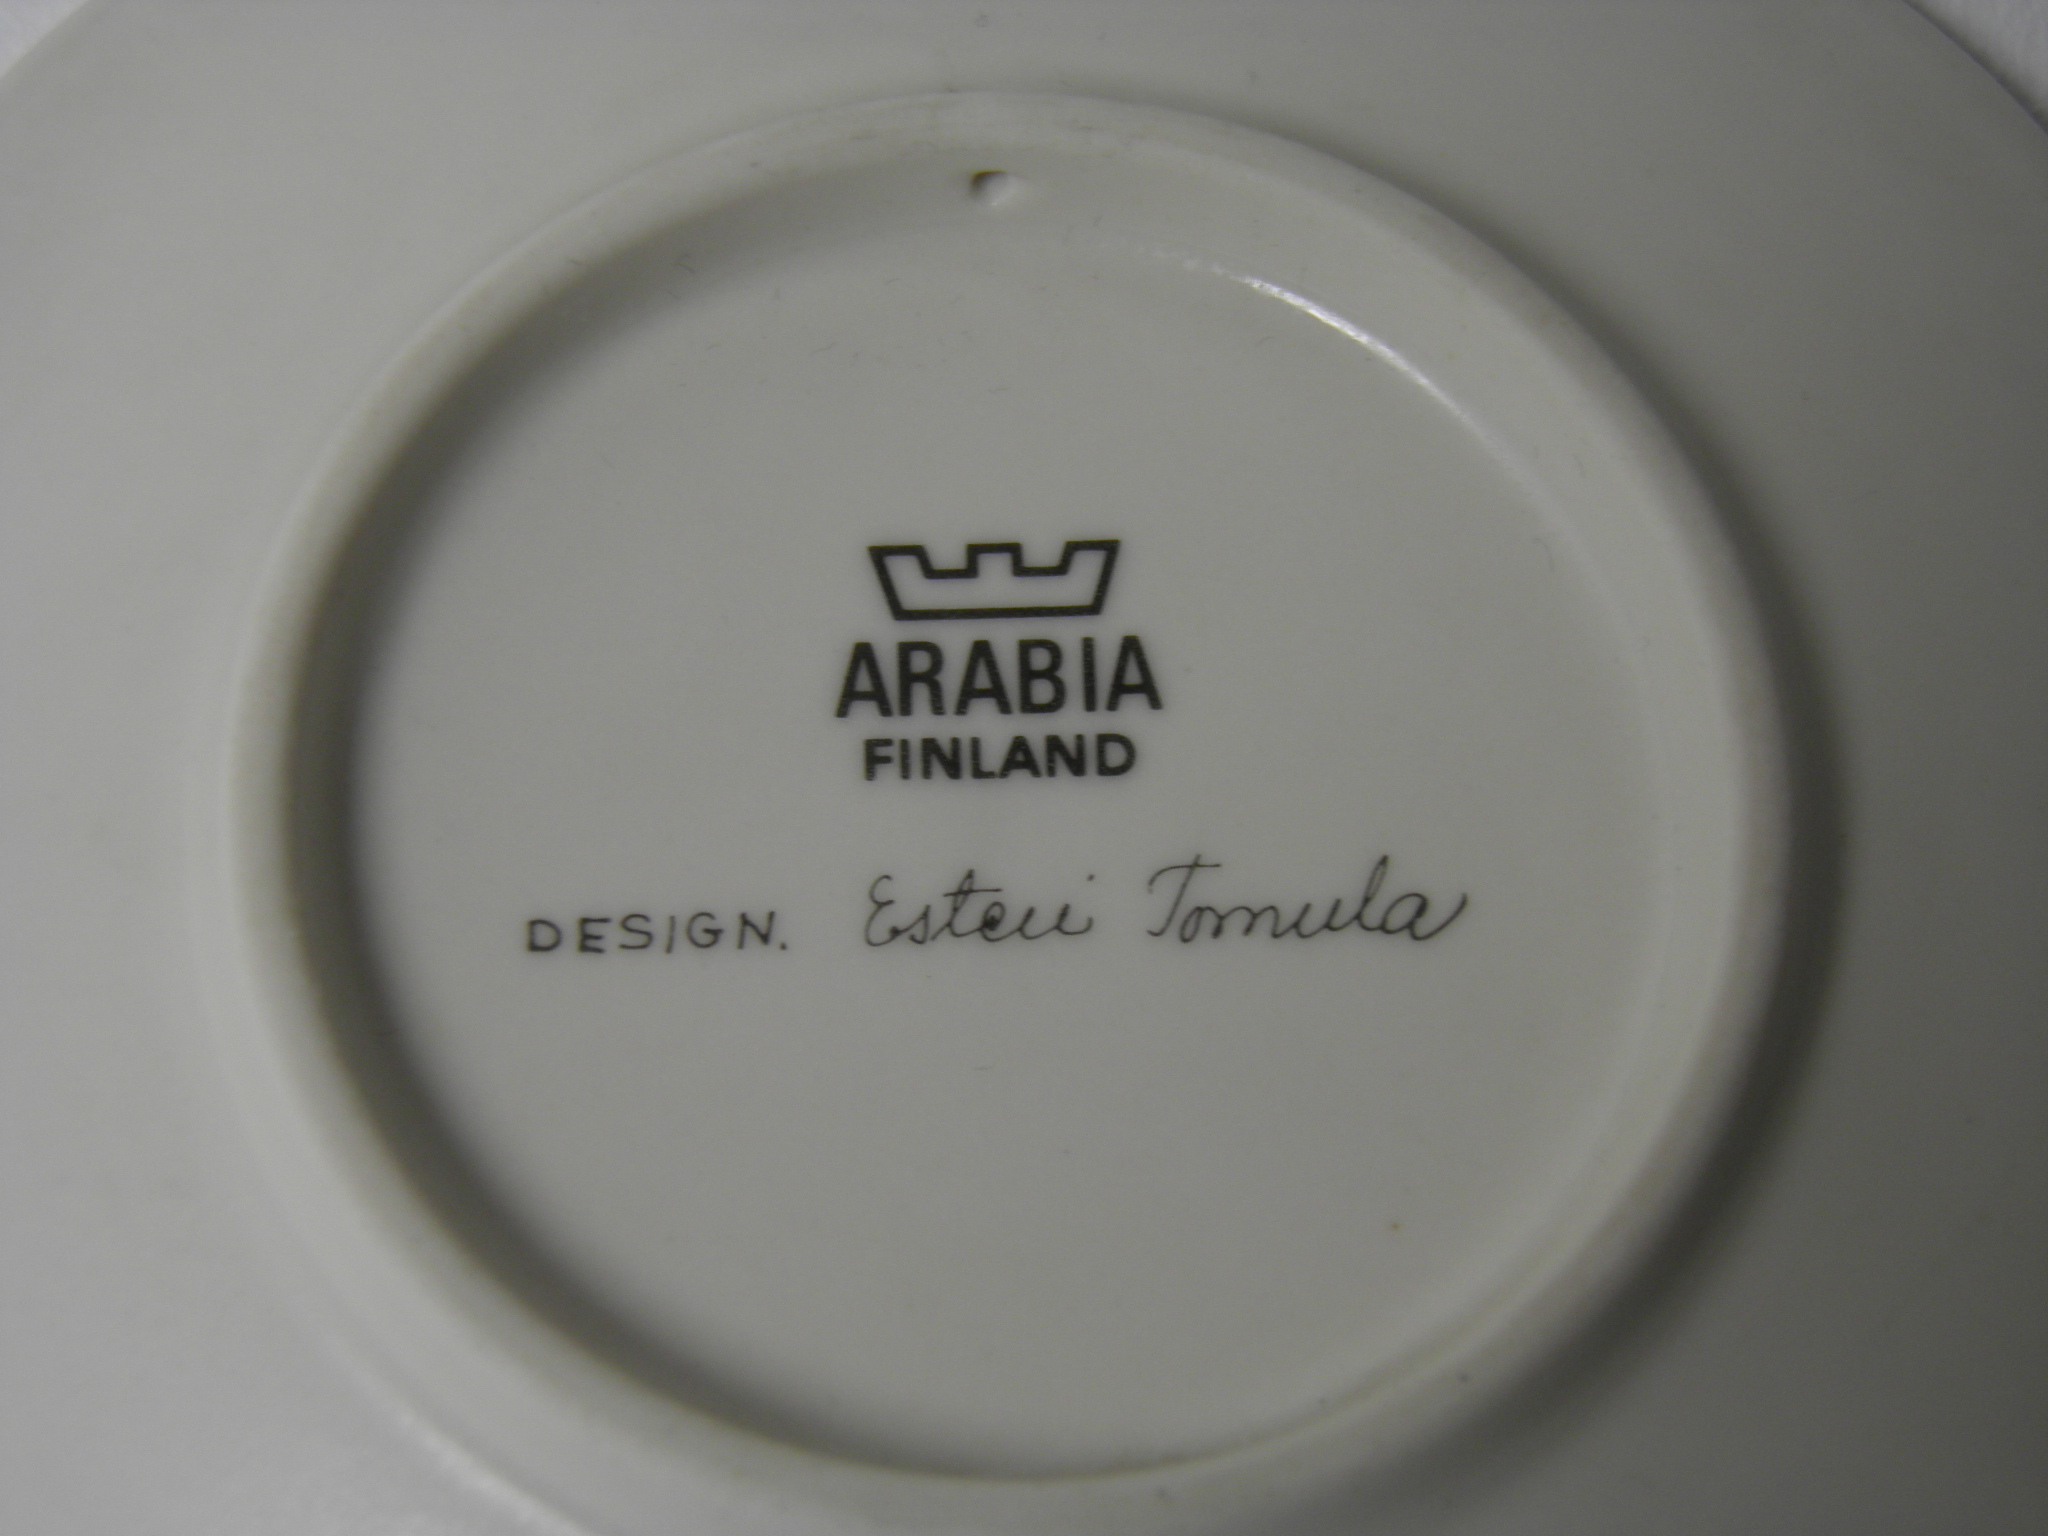 ARABIA
FINLAND
DESIGN. Esteri Tomula